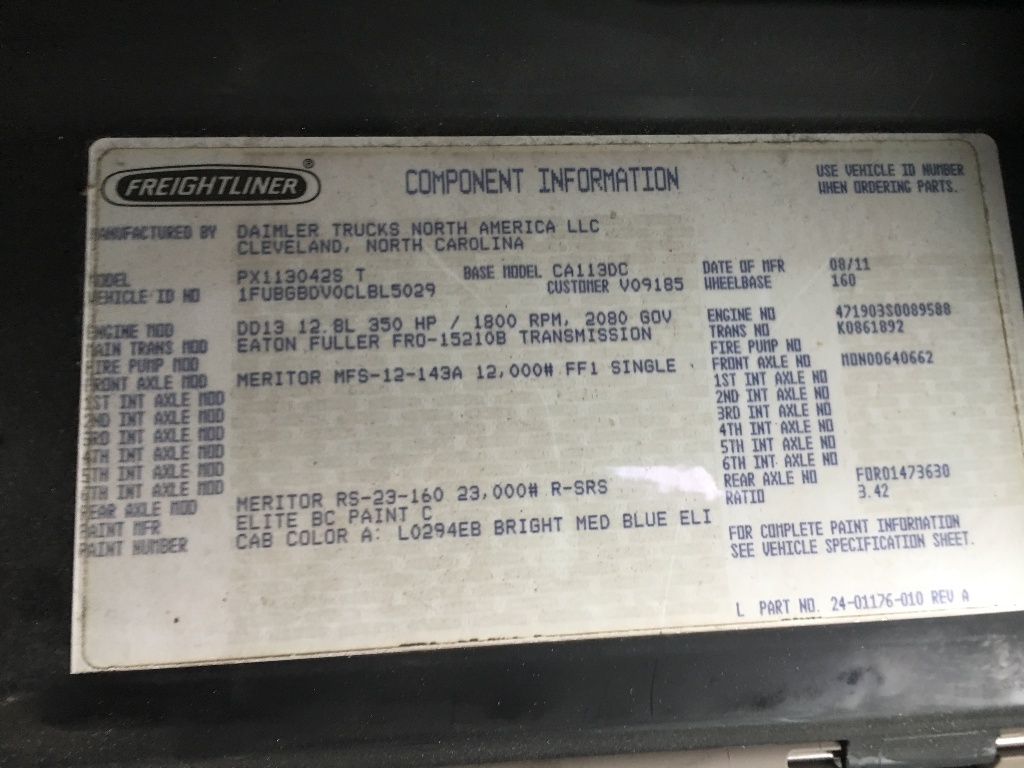 FREIGHTLINER ®
COMPONENT INFORMATION
USE VEHICLE ID NUMBER
WHEN ORDERING PARTS.
MANUFACTURED BY DAIMLER TRUCKS NORTH AMERICA LLC
CLEVELAND, NORTH CAROLINA
MODEL PX113042S T BASE MODEL CA113DC DATE OF MFR 08/11
VEHICLE ID NO 1FUBGBDV0CLBL5029 CUSTOMER V09185 WHEELBASE 160
ENGINE MOD DD13 12.8L 350 HP / 1800 RPM, 2080 GOV ENGINE NO 471903S0089588
MAIN TRANS MOD EATON FULLER FRO-15210B TRANSMISSION TRANS NO K0861892
FIRE PUMP MOD FIRE PUMP NO
FRONT AXLE MOD MERITOR MFS-12-143A 12,000# FF1 SINGLE FRONT AXLE NO MON00640662
1ST INT AXLE MOD 1ST INT AXLE NO
2ND INT AXLE MOD 2ND INT AXLE NO
3RD INT AXLE MOD 3RD INT AXLE NO
4TH INT AXLE MOD 4TH INT AXLE NO
5TH INT AXLE MOD 5TH INT AXLE NO
6TH INT AXLE MOD 6TH INT AXLE NO
REAR AXLE MOD MERITOR RS-23-160 23,000# R-SRS REAR AXLE NO FOR01473630
RATIO 3.42
PAINT MFR ELITE BC PAINT C
PAINT NUMBER CAB COLOR A: L0294EB BRIGHT MED BLUE ELI
FOR COMPLETE PAINT INFORMATION
SEE VEHICLE SPECIFICATION SHEET.
L PART NO. 24-01176-010 REV A